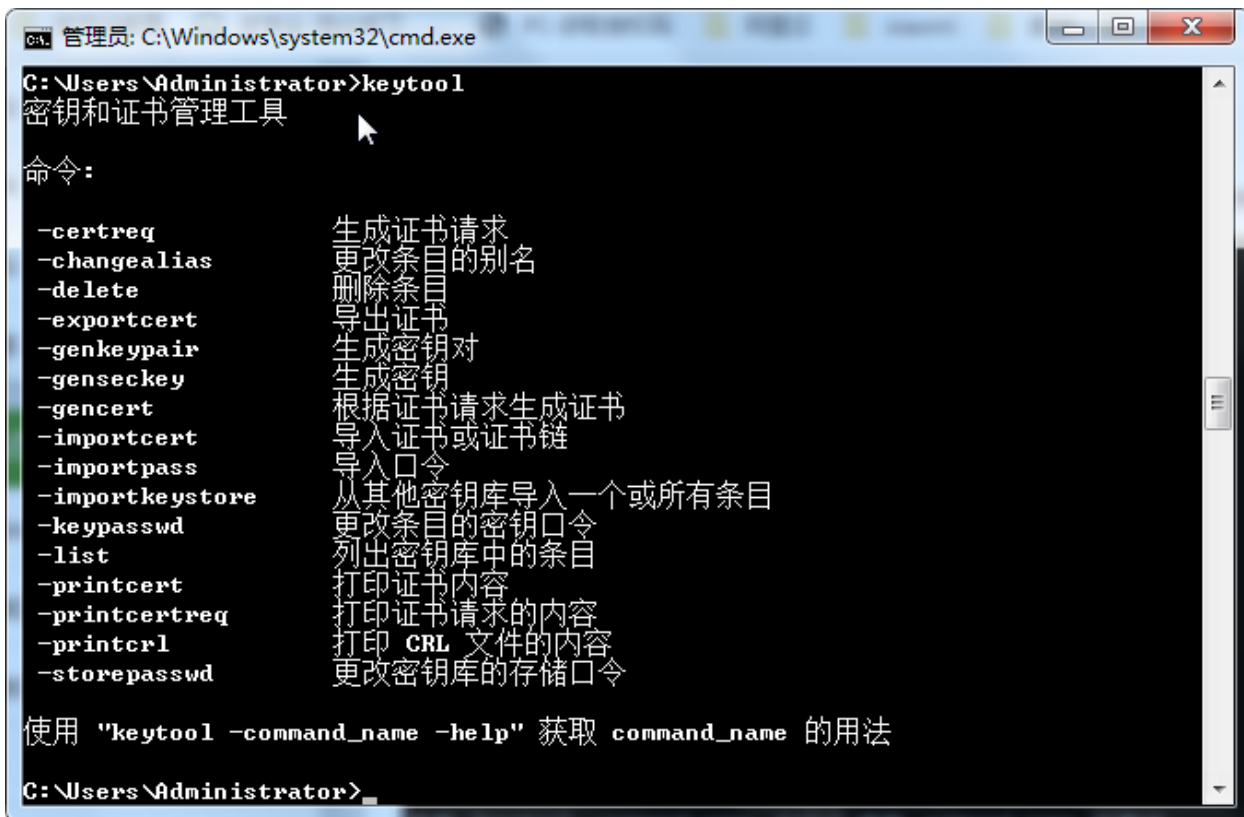 管理员: C:\Windows\system32\cmd.exe
C:\Users\Administrator>keytool
密钥和证书管理工具
命令:
-certreq 生成证书请求
-changealias 更改条目的别名
-delete 删除条目
-exportcert 导出证书
-genkeypair 生成密钥对
-genseckey 生成密钥
-gencert 根据证书请求生成证书
-importcert 导入证书或证书链
-importpass 导入口令
-importkeystore 从其他密钥库导入一个或所有条目
-keypasswd 更改条目的密钥口令
-list 列出密钥库中的条目
-printcert 打印证书内容
-printcertreq 打印证书请求的内容
-printcrl 打印 CRL 文件的内容
-storepasswd 更改密钥库的存储口令
使用 "keytool -command_name -help" 获取 command_name 的用法
C:\Users\Administrator>_